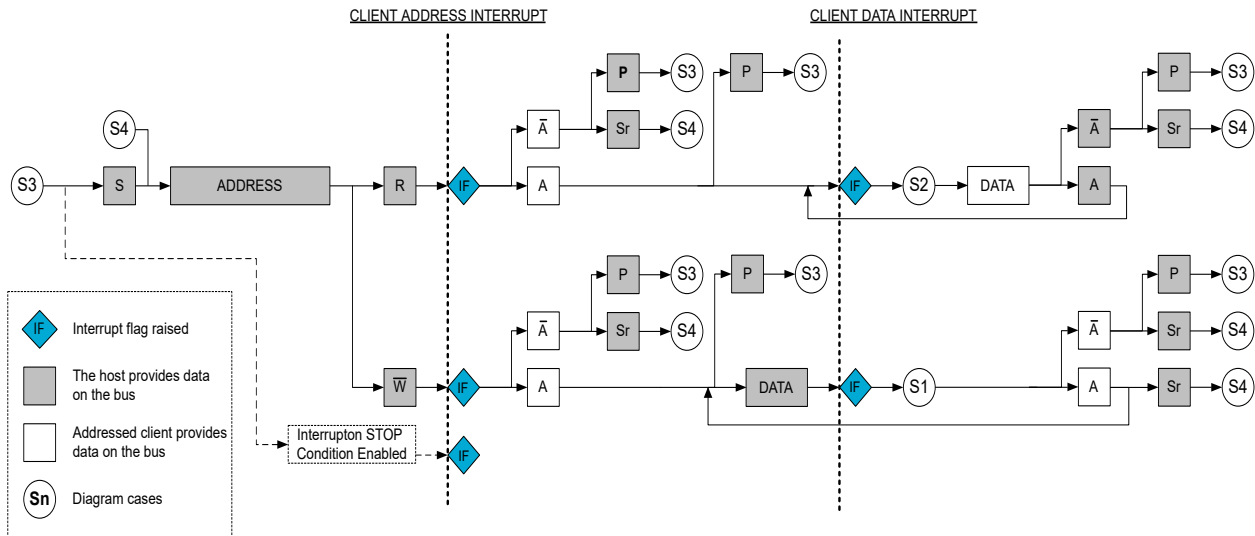 CLIENT ADDRESS INTERRUPT
CLIENT DATA INTERRUPT
P S3 P S3 P S3
S4 A̅ Sr S4 A̅ Sr S4
S3 S ADDRESS R IF A IF S2 DATA A
P S3 P S3 P S3
A̅ Sr S4 A̅ Sr S4
W̅ IF A DATA IF S1 A Sr S4
Interrupton STOP
Condition Enabled
IF
IF Interrupt flag raised
The host provides data
on the bus
Addressed client provides
data on the bus
Sn Diagram cases